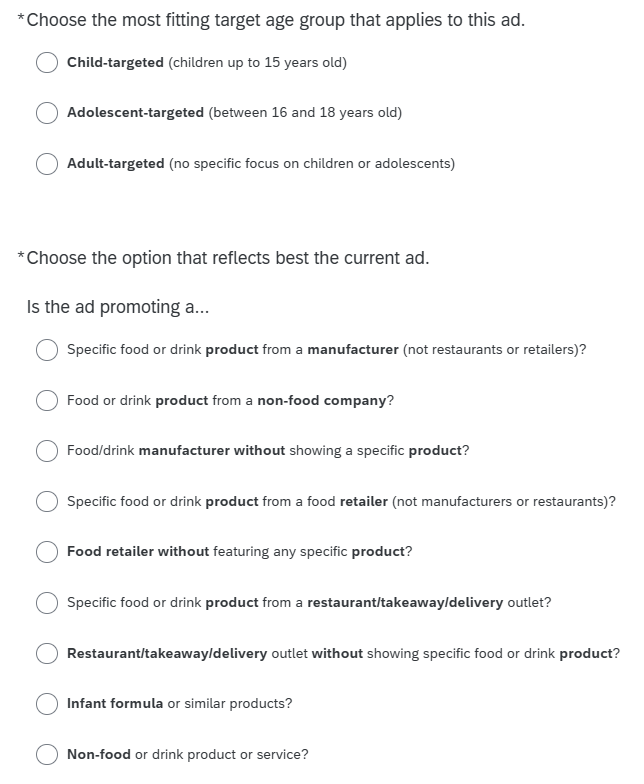 *Choose the most fitting target age group that applies to this ad.
Child-targeted (children up to 15 years old)
Adolescent-targeted (between 16 and 18 years old)
Adult-targeted (no specific focus on children or adolescents)
*Choose the option that reflects best the current ad.
Is the ad promoting a...
Specific food or drink product from a manufacturer (not restaurants or retailers)?
Food or drink product from a non-food company?
Food/drink manufacturer without showing a specific product?
Specific food or drink product from a food retailer (not manufacturers or restaurants)?
Food retailer without featuring any specific product?
Specific food or drink product from a restaurant/takeaway/delivery outlet?
Restaurant/takeaway/delivery outlet without showing specific food or drink product?
Infant formula or similar products?
Non-food or drink product or service?